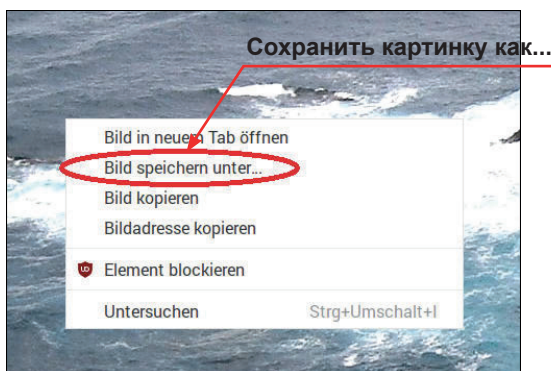 Сохранить картинку как...
Bild in neuem Tab öffnen
Bild speichern unter...
Bild kopieren
Bildadresse kopieren
Element blockieren
Untersuchen Strg+Umschalt+I